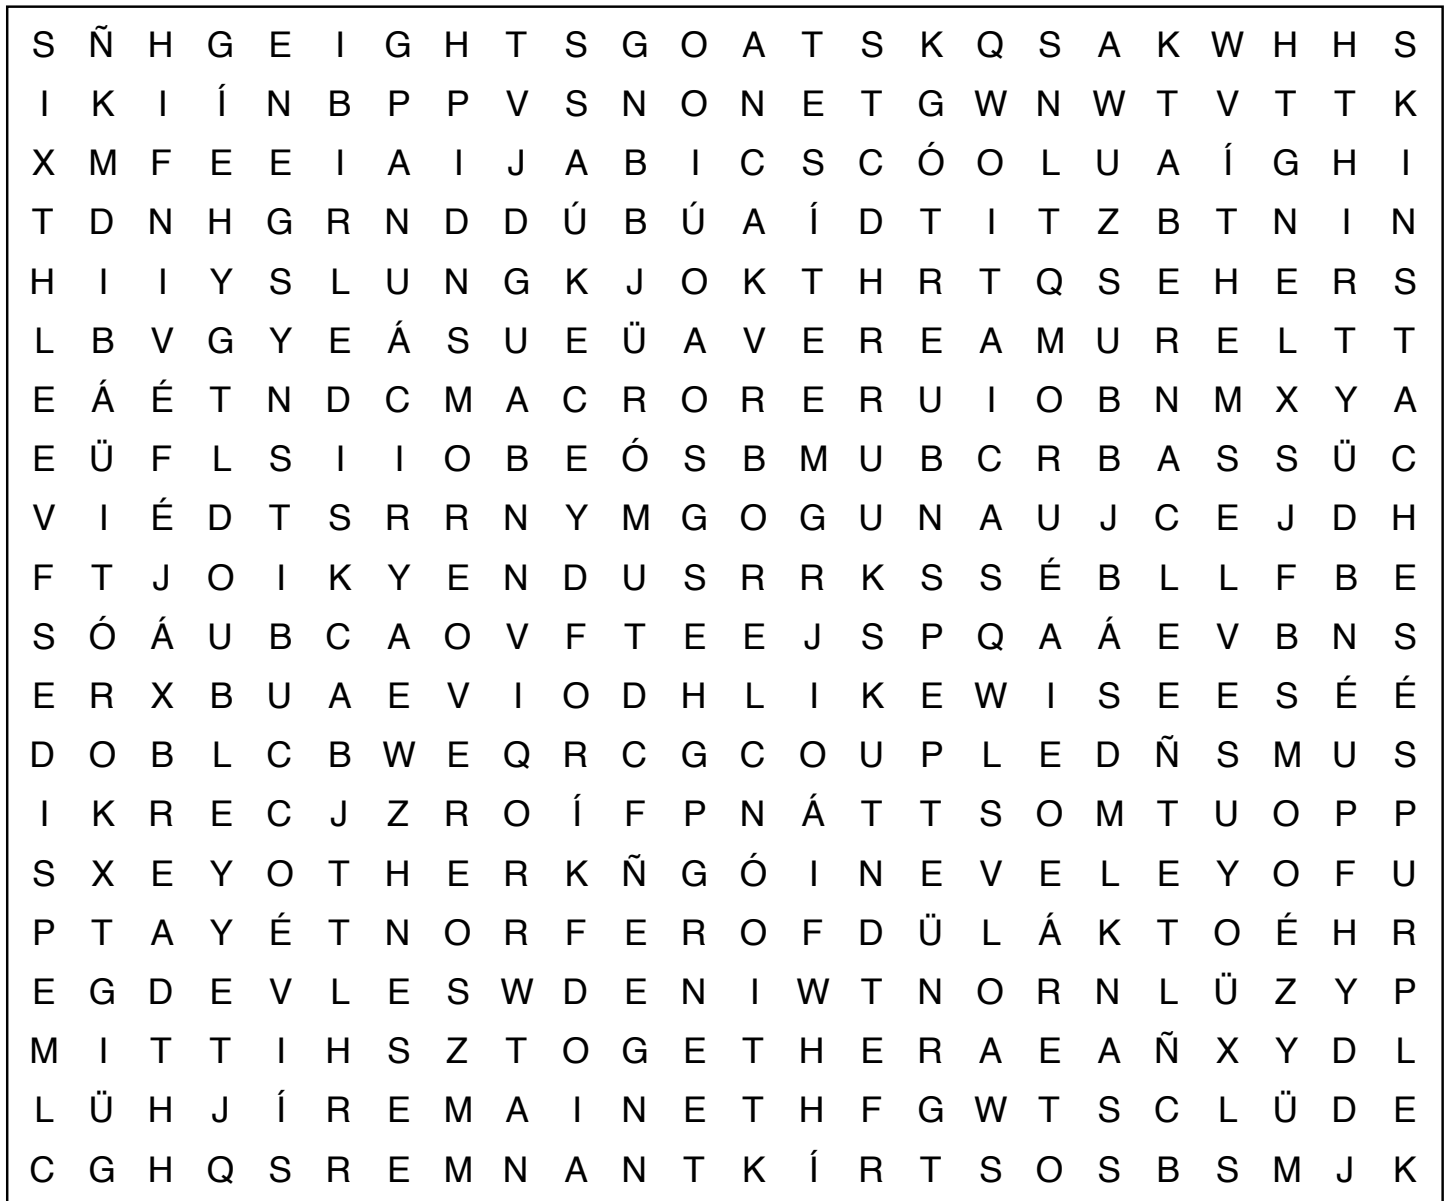 S Ñ H G E I G H T S G O A T S K Q S A K W H H S
I K I Í N B P P V S N O N E T G W N W T V T T K
X M F E E I A I J A B I C S C Ó O L U A Í G H I
T D N H G R N D D Ú B Ú A Í D T I T Z B T N I N
H I I Y S L U N G K J O K T H R T Q S E H E R S
L B V G Y E Á S U E Ü A V E R E A M U R E L T T
E Á É T N D C M A C R O R E R U I O B N M X Y A
E Ü F L S I I O B E Ó S B M U B C R B A S S Ü C
V I É D T S R R N Y M G O G U N A U J C E J D H
F T J O I K Y E N D U S R R K S S É B L L F B E
S Ó Á U B C A O V F T E E J S P Q A Á E V B N S
E R X B U A E V I O D H L I K E W I S E E S É É
D O B L C B W E Q R C G C O U P L E D Ñ S M U S
I K R E C J Z R O Í F P N Á T T S O M T U O P P
S X E Y O T H E R K Ñ G Ó I N E V E L E Y O F U
P T A Y É T N O R F E R O F D Ü L Á K T O É H R
E G D E V L E S W D E N I W T N O R N L Ü Z Y P
M I T T I H S Z T O G E T H E R A E A Ñ X Y D L
L Ü H J Í R E M A I N E T H F G W T S C L Ü D E
C G H Q S R E M N A N T K Í R T S O S B S M J K